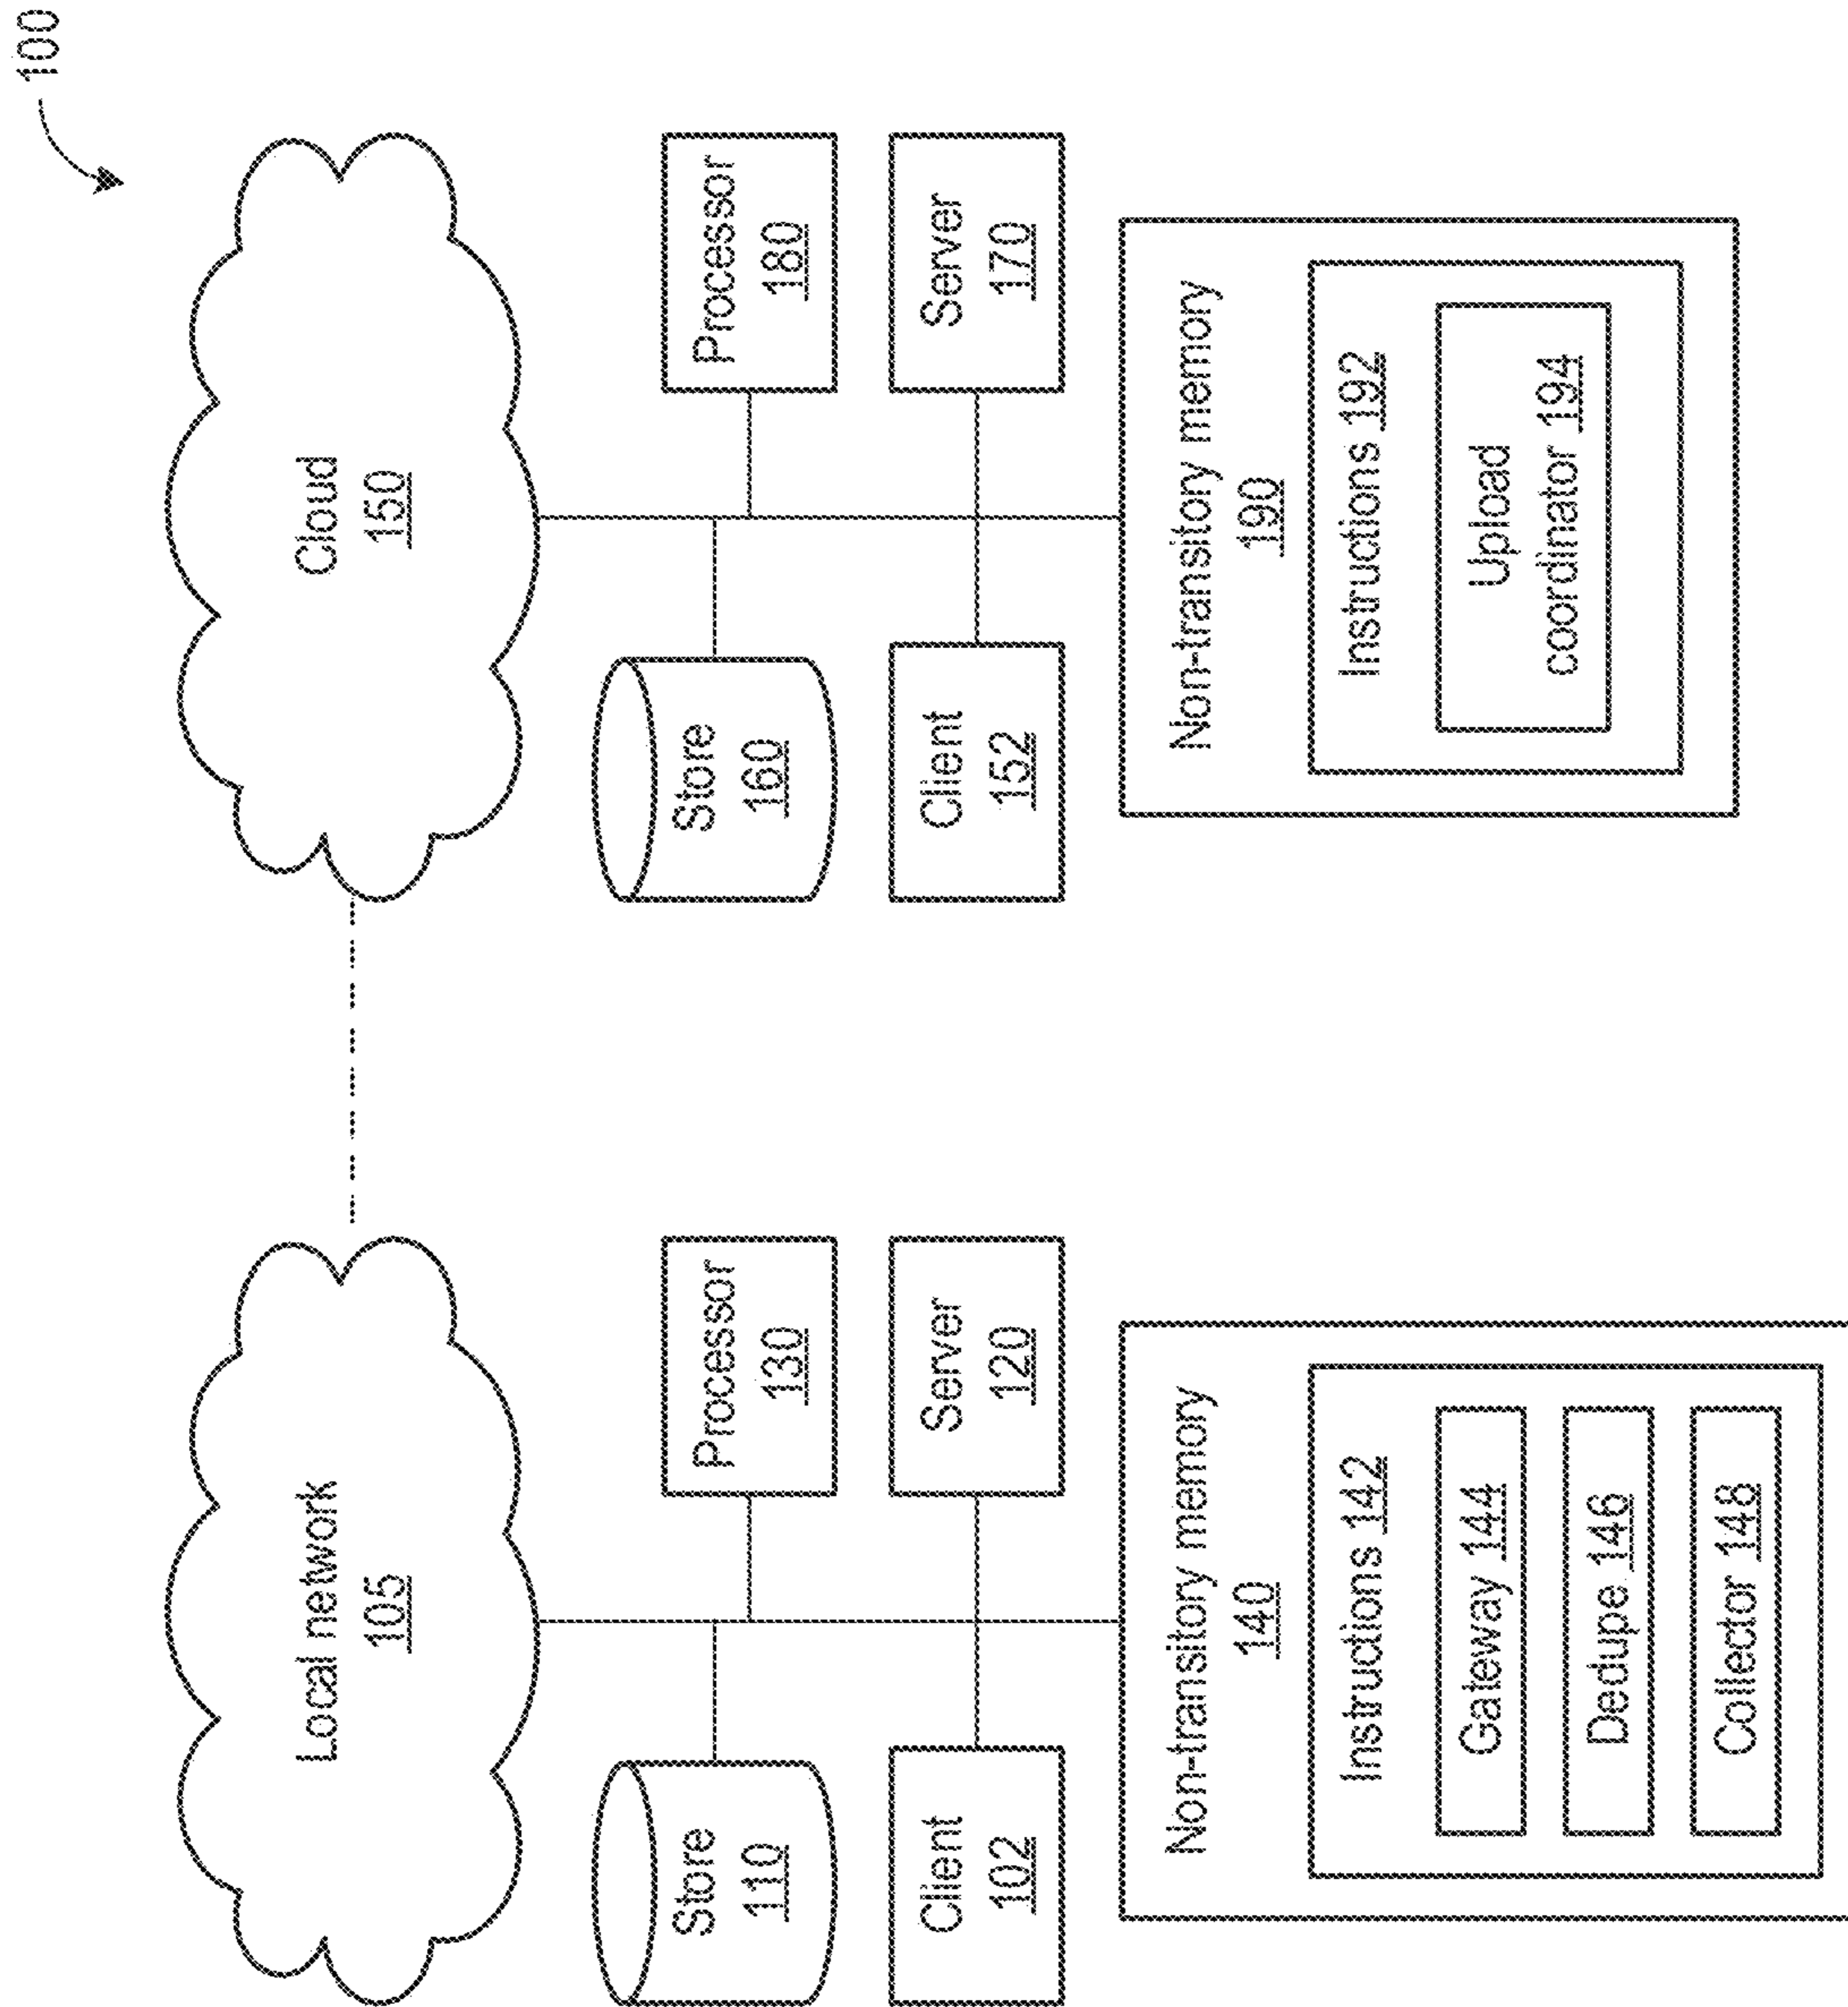 100
Local network
105
Store
110
Processor
130
Client
102
Server
120
Non-transitory memory
140
Instructions 142
Gateway 144
Dedupe 146
Collector 148
Cloud
150
Store
160
Processor
180
Client
152
Server
170
Non-transitory memory
190
Instructions 192
Upload
coordinator 194